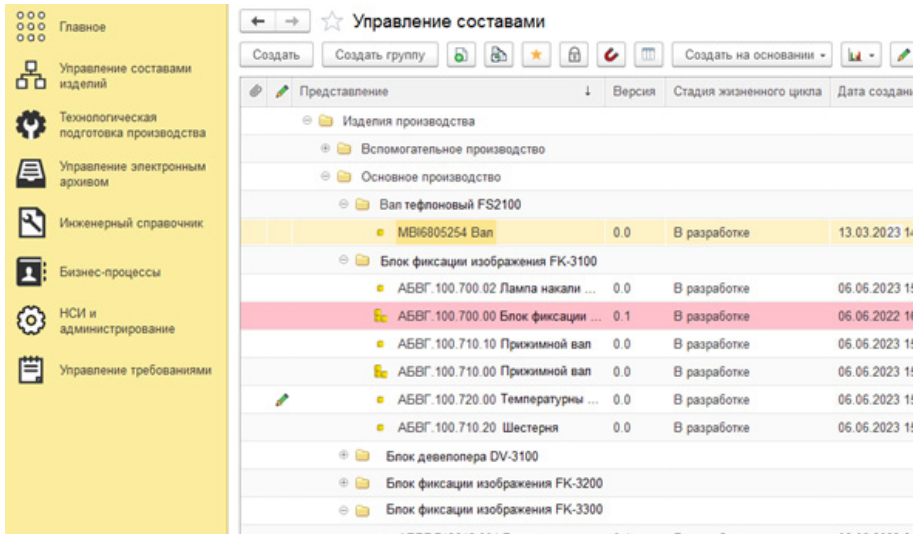 Главное
Управление составами
изделий
Технологическая
подготовка производства
Управление электронным
архивом
Инженерный справочник
Бизнес-процессы
НСИ и
администрирование
Управление требованиями
Управление составами
Создать Создать группу Создать на основании
Представление Версия Стадия жизненного цикла Дата создани
Изделия производства
Вспомогательное производство
Основное производство
Вал тефлоновый FS2100
MBI6805254 Вал 0.0 В разработке 13.03.2023 14
Блок фиксации изображения FK-3100
АБВГ.100.700.02 Лампа накали ... 0.0 В разработке 06.06.2023 15
АБВГ.100.700.00 Блок фиксации ... 0.1 В разработке 06.06.2022 16
АБВГ.100.710.10 Прижимной вал 0.0 В разработке 06.06.2023 15
АБВГ.100.710.00 Прижимной вал 0.0 В разработке 06.06.2023 15
АБВГ.100.720.00 Температурны ... 0.0 В разработке 06.06.2023 15
АБВГ.100.710.20 Шестерня 0.0 В разработке 06.06.2023 15
Блок девелопера DV-3100
Блок фиксации изображения FK-3200
Блок фиксации изображения FK-3300